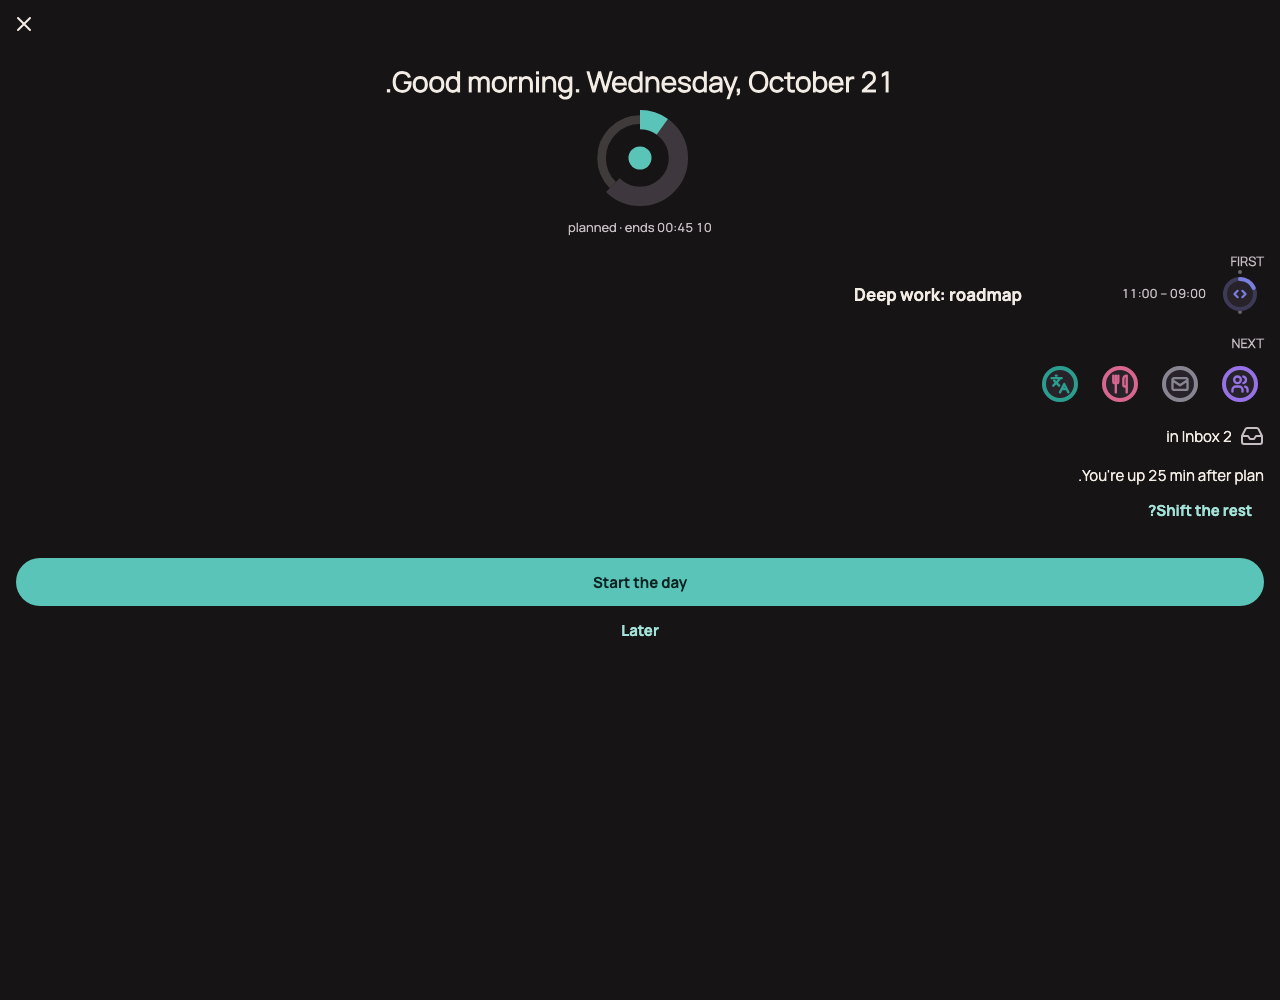 .Good morning. Wednesday, October 21
planned · ends 00:45 10
FIRST
11:00 – 09:00
Deep work: roadmap
NEXT
in Inbox 2
.You're up 25 min after plan
?Shift the rest
Start the day
Later